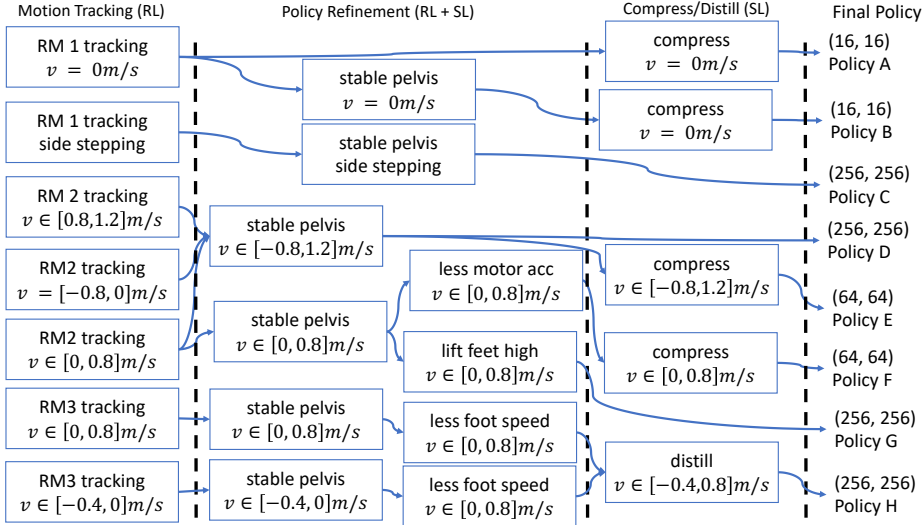 Motion Tracking (RL)
Policy Refinement (RL + SL)
Compress/Distill (SL)
Final Policy
RM 1 tracking
v = 0m/s
RM 1 tracking
side stepping
RM 2 tracking
v ∈ [0.8,1.2]m/s
RM2 tracking
v = [−0.8, 0]m/s
RM2 tracking
v ∈ [0, 0.8]m/s
RM3 tracking
v ∈ [0, 0.8]m/s
RM3 tracking
v ∈ [−0.4, 0]m/s
stable pelvis
v = 0m/s
stable pelvis
side stepping
stable pelvis
v ∈ [−0.8,1.2]m/s
stable pelvis
v ∈ [0, 0.8]m/s
less motor acc
v ∈ [0, 0.8]m/s
lift feet high
v ∈ [0, 0.8]m/s
stable pelvis
v ∈ [0, 0.8]m/s
less foot speed
v ∈ [0, 0.8]m/s
stable pelvis
v ∈ [−0.4, 0]m/s
less foot speed
v ∈ [0, 0.8]m/s
compress
v = 0m/s
compress
v = 0m/s
compress
v ∈ [−0.8,1.2]m/s
compress
v ∈ [0, 0.8]m/s
distill
v ∈ [−0.4,0.8]m/s
(16, 16)
Policy A
(16, 16)
Policy B
(256, 256)
Policy C
(256, 256)
Policy D
(64, 64)
Policy E
(64, 64)
Policy F
(256, 256)
Policy G
(256, 256)
Policy H